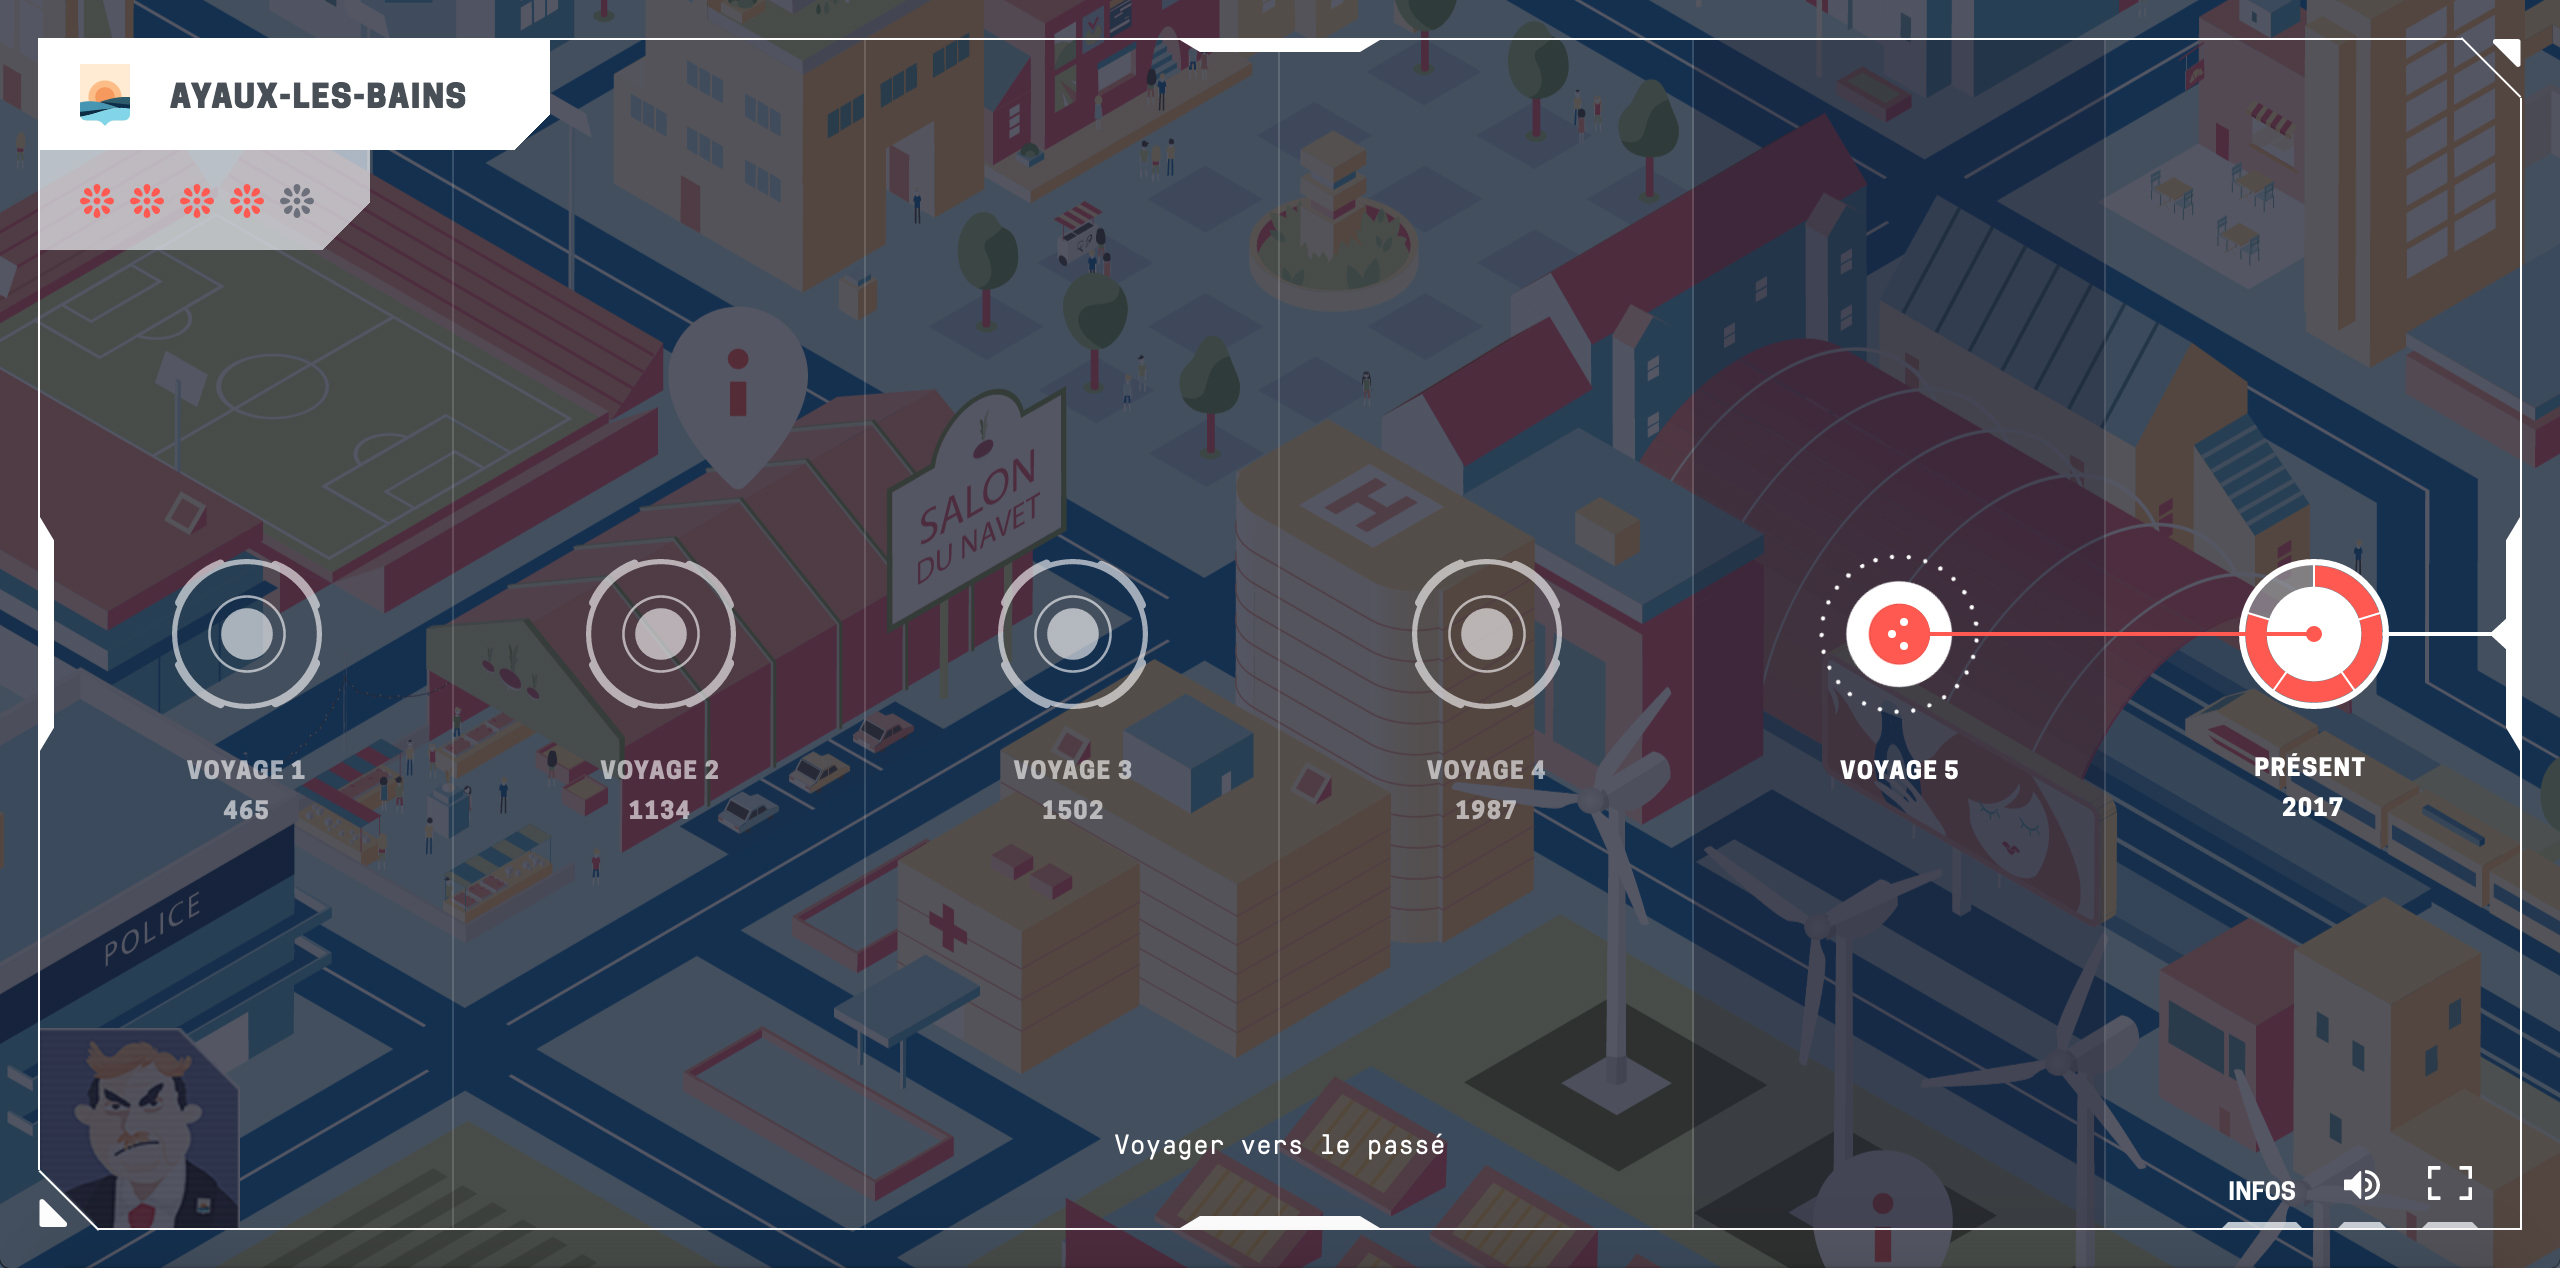 AYAUX-LES-BAINS
SALON
DU NAVET
H
VOYAGE 1
465
VOYAGE 2
1134
VOYAGE 3
1502
VOYAGE 4
1987
VOYAGE 5
PRÉSENT
2017
POLICE
Voyager vers le passé
INFOS